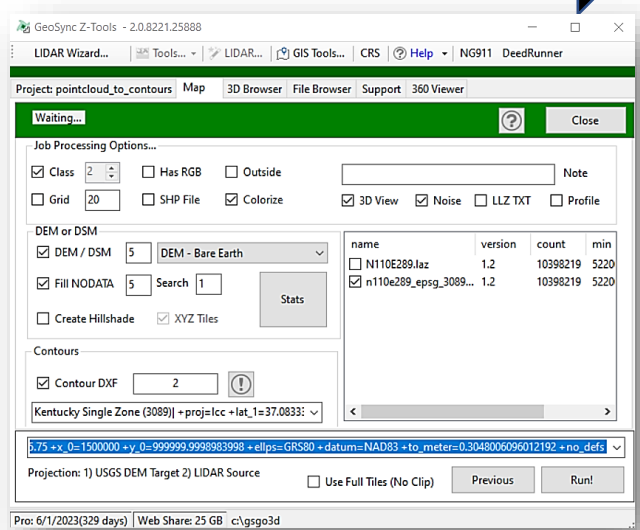 GeoSync Z-Tools - 2.0.8221.25888
LIDAR Wizard... Tools... LIDAR... GIS Tools... CRS Help NG911 DeedRunner
Project: pointcloud_to_contours Map 3D Browser File Browser Support 360 Viewer
Waiting... ? Close
Job Processing Options...
Class 2 Has RGB Outside Note
Grid 20 SHP File Colorize 3D View Noise LLZ TXT Profile
DEM or DSM
DEM / DSM 5 DEM - Bare Earth
Fill NODATA 5 Search 1 Stats
Create Hillshade XYZ Tiles
name version count min
N110E289.laz 1.2 10398219 5220
n110e289_epsg_3089... 1.2 10398219 5220
Contours
Contour DXF 2 !
Kentucky Single Zone (3089)| +proj=lcc +lat_1=37.0833:
5.75 +x_0=1500000 +y_0=999999.9998983998 +ellps=GRS80 +datum=NAD83 +to_meter=0.3048006096012192 +no_defs
Projection: 1) USGS DEM Target 2) LIDAR Source Use Full Tiles (No Clip) Previous Run!
Pro: 6/1/2023(329 days) Web Share: 25 GB c:\gsgo3d